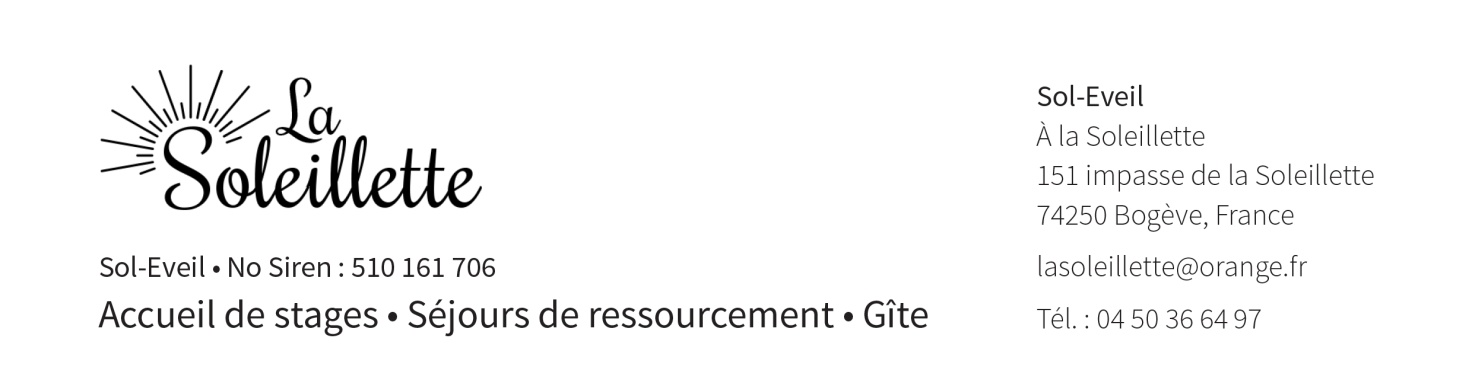 La
Soleillette
Sol-Eveil • No Siren : 510 161 706
Accueil de stages • Séjours de ressourcement • Gîte
Sol-Eveil
À la Soleillette
151 impasse de la Soleillette
74250 Bogève, France
lasoleillette@orange.fr
Tél. : 04 50 36 64 97